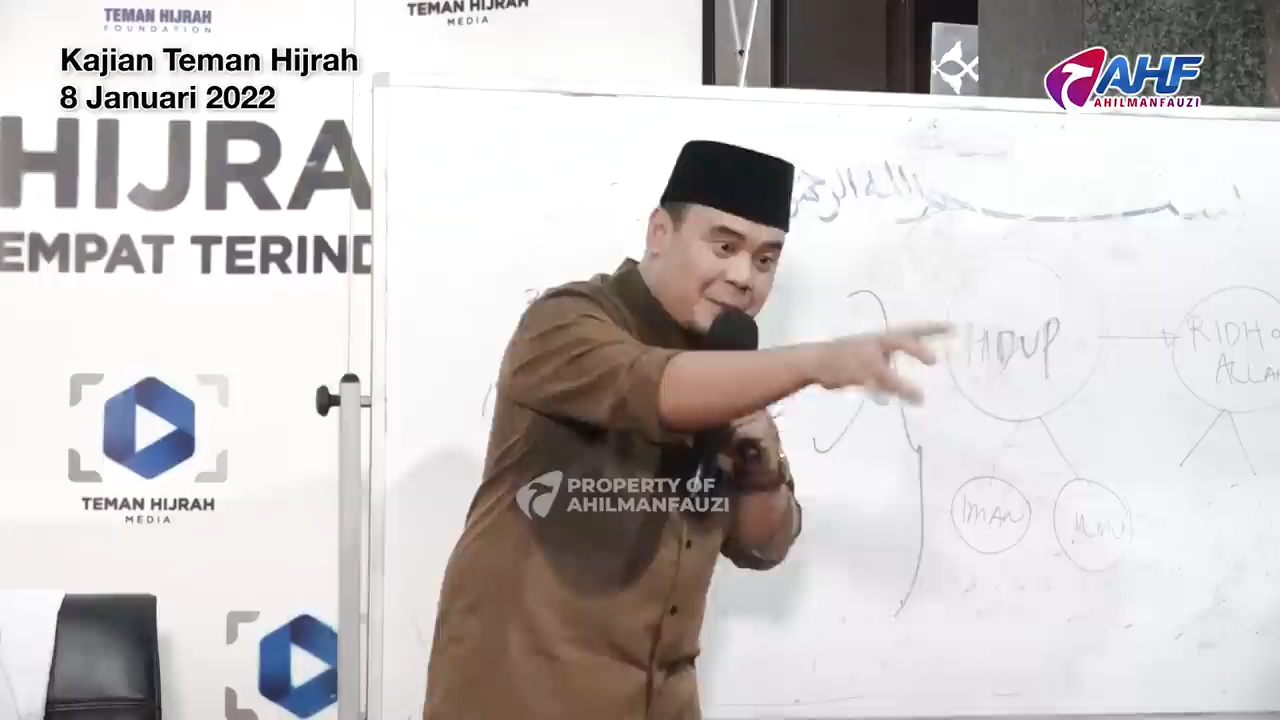 TEMAN HIJRAH
FOUNDATION
TEMAN HIJRAH
MEDIA
Kajian Teman Hijrah
8 Januari 2022
AHF
AHILMANFAUZI
HIJRA
EMPAT TERIND
HIDUP
RIDHO
ALLAH
PROPERTY OF
AHILMANFAUZI
TEMAN HIJRAH
MEDIA
IMAN
ILMU